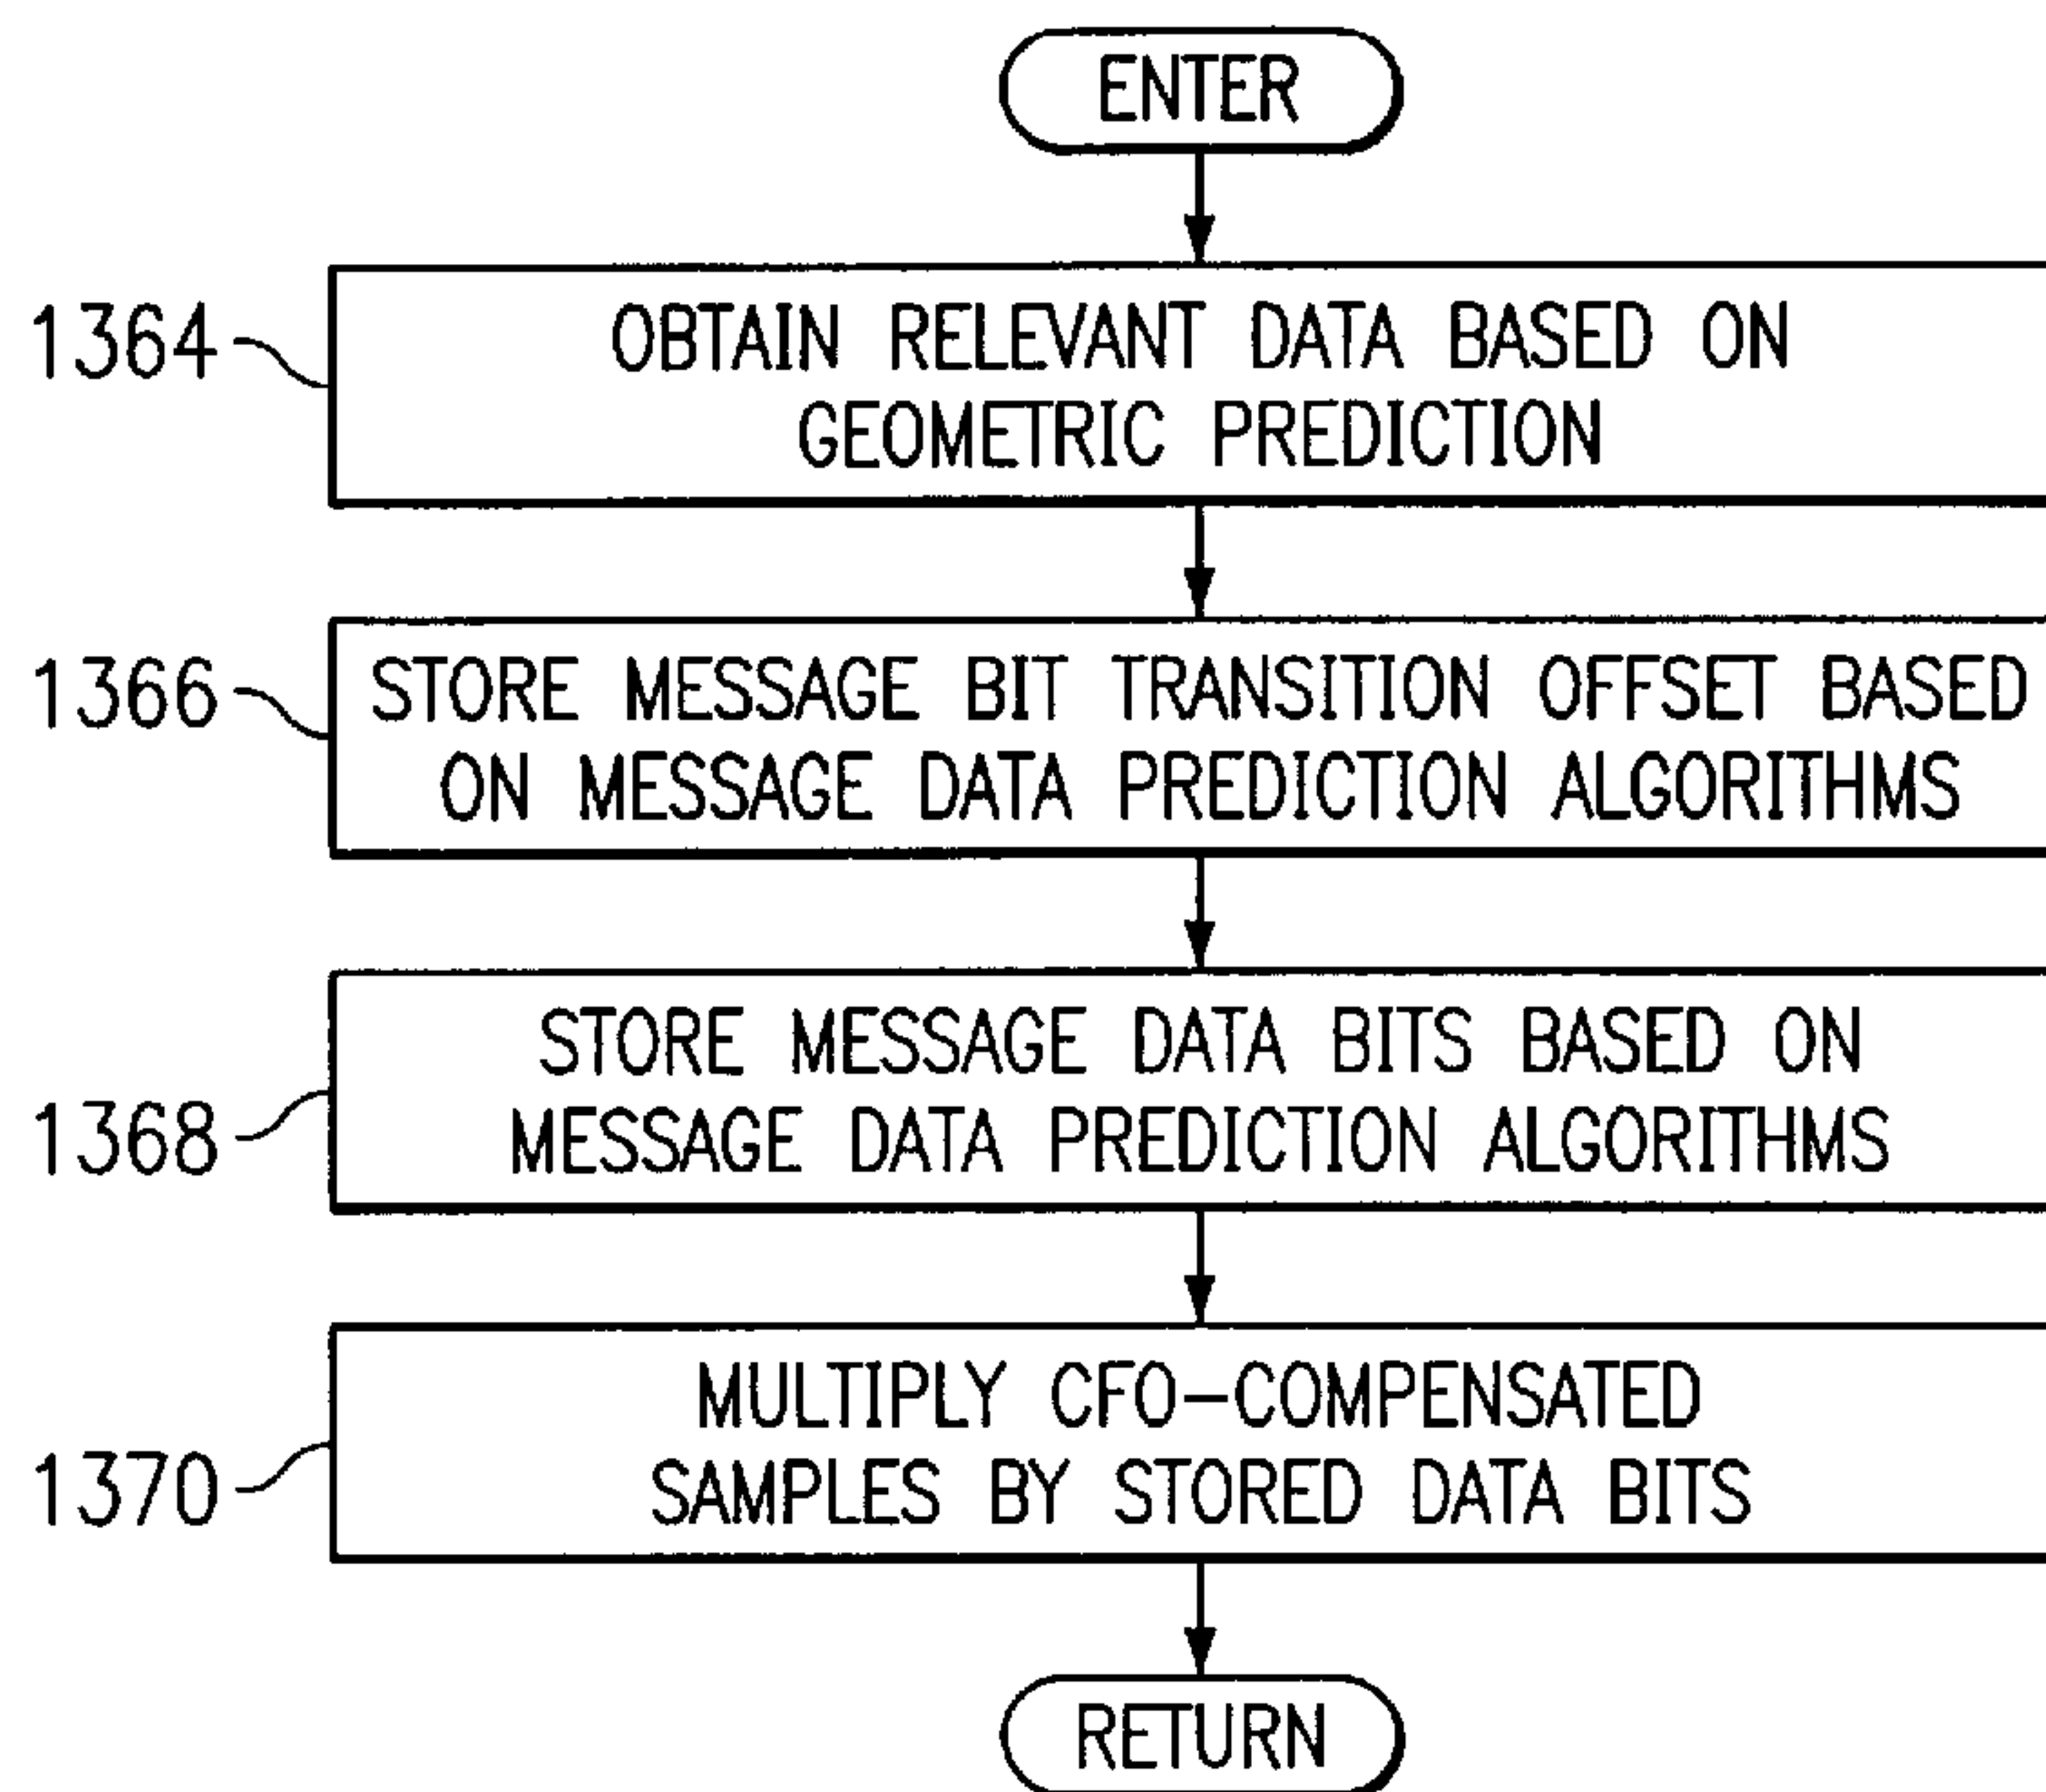 ENTER
1364
OBTAIN RELEVANT DATA BASED ON
GEOMETRIC PREDICTION
1366
STORE MESSAGE BIT TRANSITION OFFSET BASED
ON MESSAGE DATA PREDICTION ALGORITHMS
1368
STORE MESSAGE DATA BITS BASED ON
MESSAGE DATA PREDICTION ALGORITHMS
1370
MULTIPLY CFO-COMPENSATED
SAMPLES BY STORED DATA BITS
RETURN